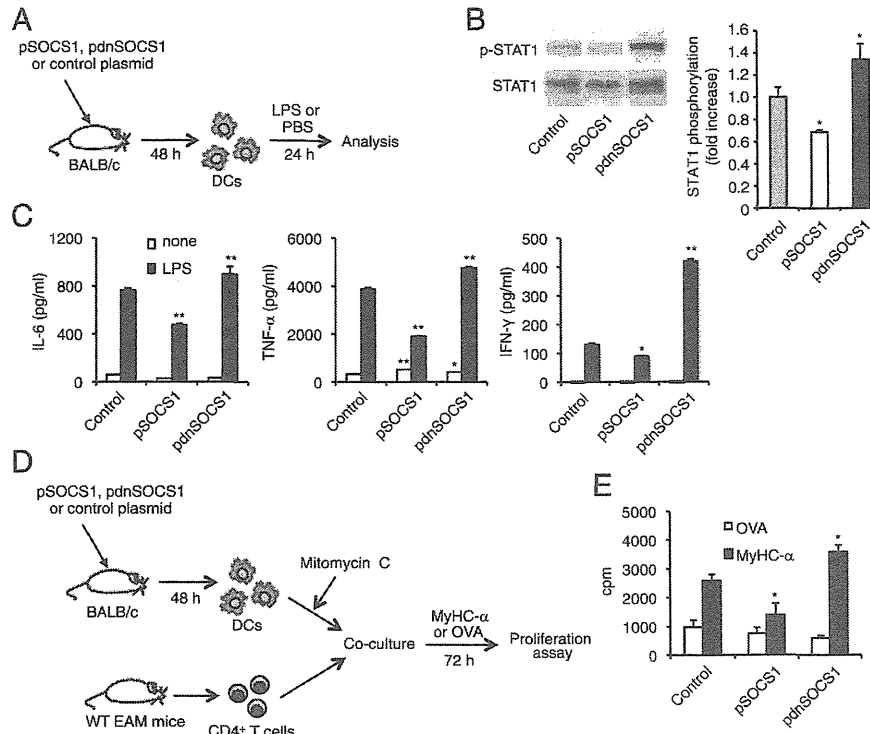 A
pSOCS1, pdnSOCS1
or control plasmid
BALB/c
48 h
DCs
LPS or
PBS
24 h
Analysis
B
p-STAT1
STAT1
Control
pSOCS1
pdnSOCS1
STAT1 phosphorylation
(fold increase)
1.6
1.4
1.2
1.0
0.8
0.6
0.4
0.2
0
*
*
Control
pSOCS1
pdnSOCS1
C
IL-6 (pg/ml)
1200
800
400
0
none
LPS
**
**
Control
pSOCS1
pdnSOCS1
TNF-α (pg/ml)
6000
4000
2000
0
**
**
*
**
Control
pSOCS1
pdnSOCS1
IFN-γ (pg/ml)
500
400
300
200
100
0
*
**
Control
pSOCS1
pdnSOCS1
D
pSOCS1, pdnSOCS1
or control plasmid
BALB/c
48 h
DCs
Mitomycin C
WT EAM mice
CD4+ T cells
Co-culture
MyHC-α
or OVA
72 h
Proliferation
assay
E
cpm
5000
4000
3000
2000
1000
0
OVA
MyHC-α
*
*
Control
pSOCS1
pdnSOCS1